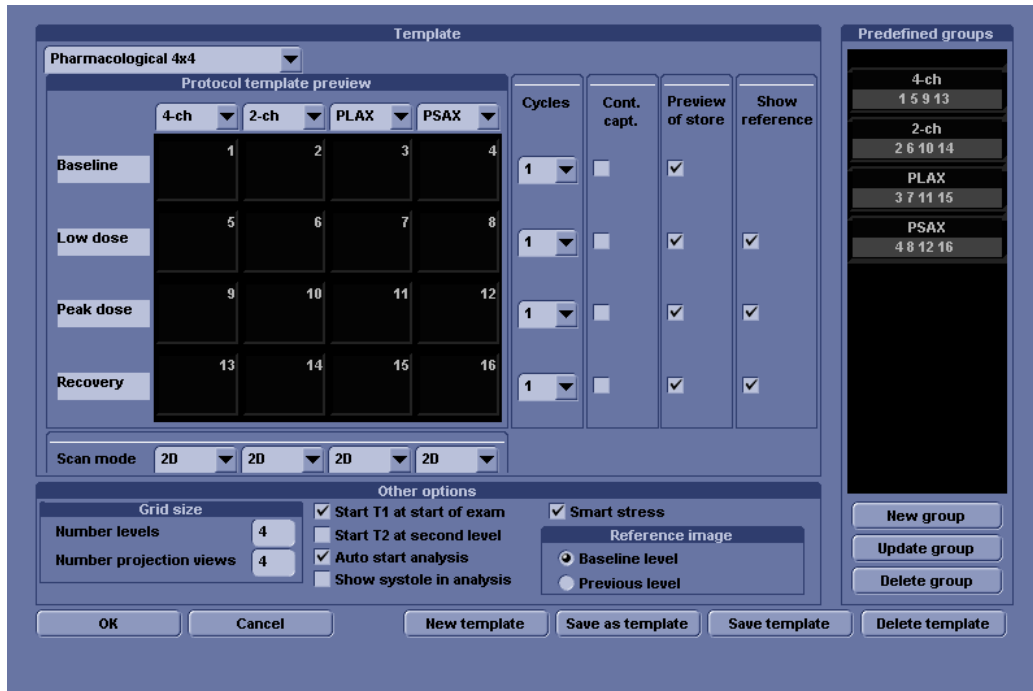 Template
Pharmacological 4x4
Protocol template preview
4-ch 2-ch PLAX PSAX
Cycles
Cont. capt.
Preview of store
Show reference
Baseline 1 2 3 4 1
Low dose 5 6 7 8 1
Peak dose 9 10 11 12 1
Recovery 13 14 15 16 1
Scan mode 2D 2D 2D 2D
Predefined groups
4-ch
1 5 9 13
2-ch
2 6 10 14
PLAX
3 7 11 15
PSAX
4 8 12 16
New group
Update group
Delete group
Other options
Grid size
Number levels 4
Number projection views 4
Start T1 at start of exam
Start T2 at second level
Auto start analysis
Show systole in analysis
Smart stress
Reference image
Baseline level
Previous level
OK Cancel New template Save as template Save template Delete template